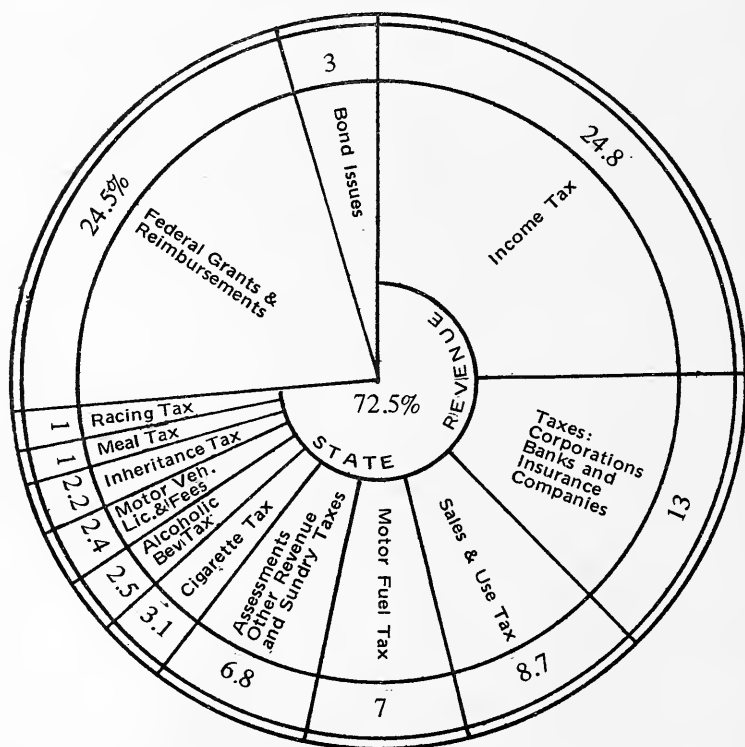 3
Bond Issues
24.8
Income Tax
24.5%
Federal Grants &
Reimbursements
STATE REVENUE
72.5%
13
Taxes:
Corporations
Banks and
Insurance
Companies
8.7
Sales & Use Tax
7
Motor Fuel Tax
6.8
Assessments
Other Revenue
and Sundry Taxes
3.1
Cigarette Tax
2.5
Alcoholic
Bev.Tax
2.4
Motor Veh.
Lic.& Fees
2.2
Inheritance Tax
1
Meal Tax
1
Racing Tax